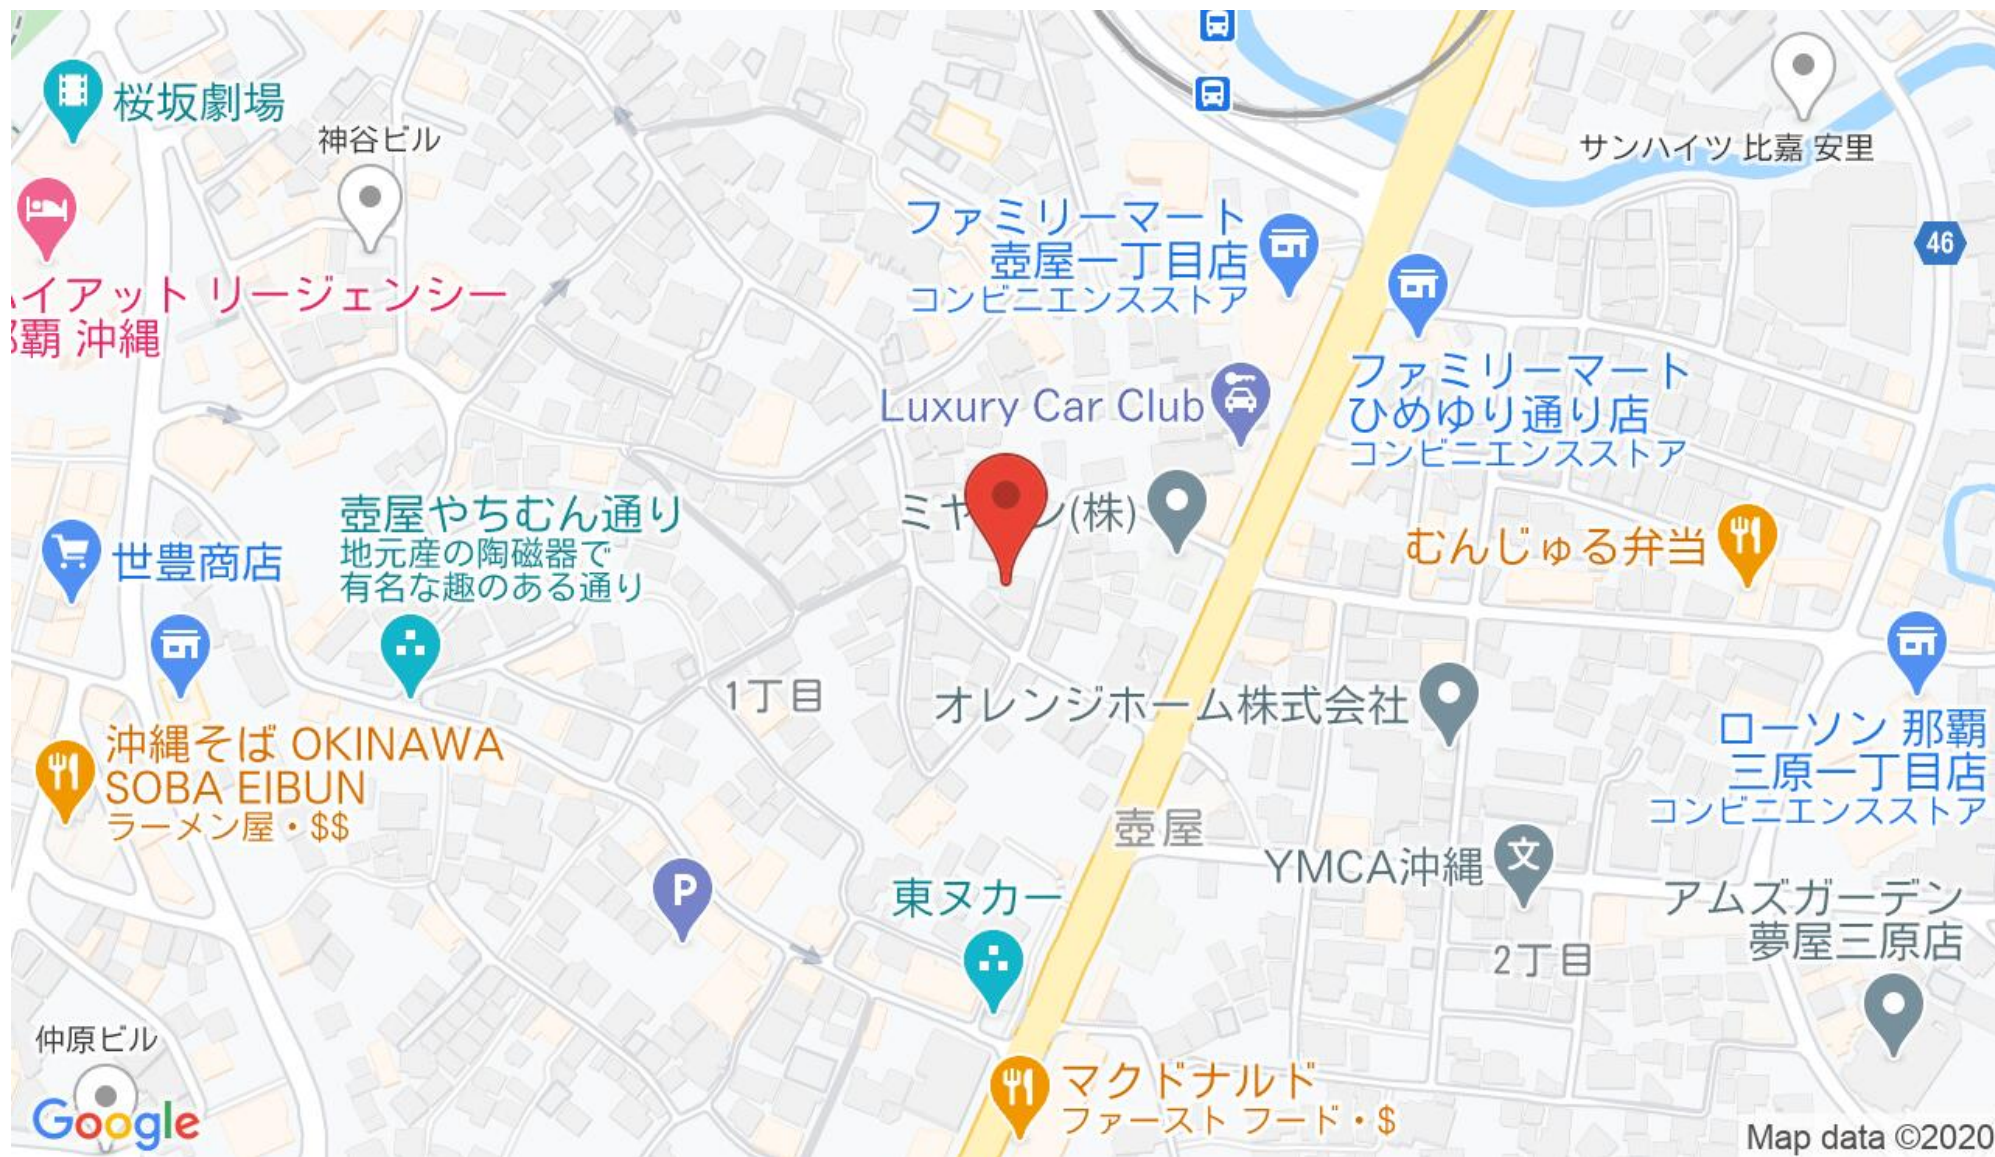 桜坂劇場
神谷ビル
サンハイツ 比嘉 安里
46
ファミリーマート
壺屋一丁目店
コンビニエンスストア
イアット リージェンシー
覇 沖縄
ファミリーマート
ひめゆり通り店
コンビニエンスストア
Luxury Car Club
ン(株)
壺屋やちむん通り
地元産の陶磁器で
有名な趣のある通り
世豊商店
むんじゅる弁当
1丁目
オレンジホーム株式会社
ローソン 那覇
三原一丁目店
コンビニエンスストア
沖縄そば OKINAWA
SOBA EIBUN
ラーメン屋・$$
壺屋
YMCA沖縄
文
P
東ヌカー
アムズガーデン
夢屋三原店
2丁目
仲原ビル
マクドナルド
ファースト フード・$
Google
Map data ©2020